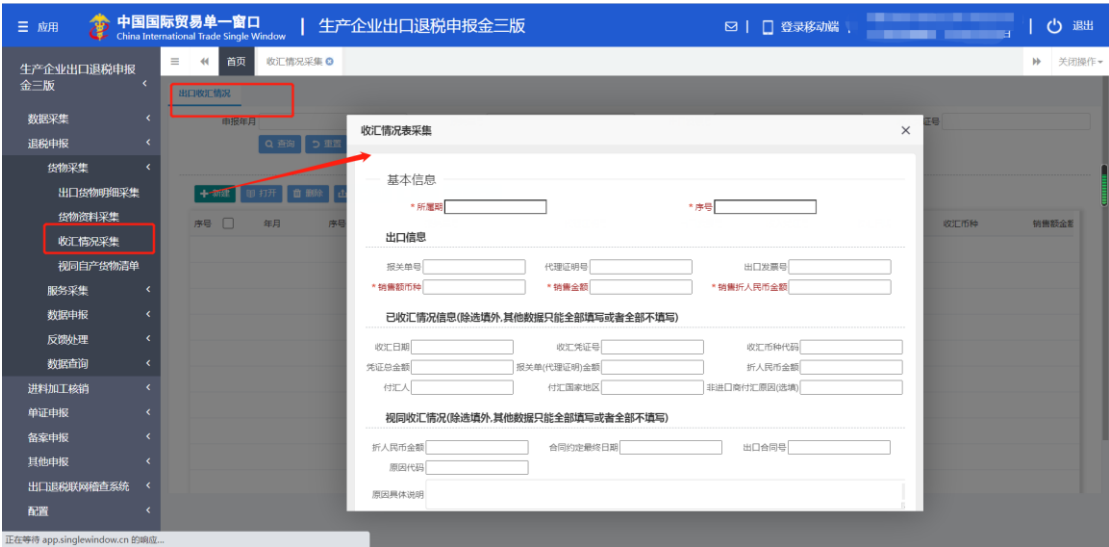 应用
中国国际贸易单一窗口
China International Trade Single Window
生产企业出口退税申报金三版
登录移动端
退出
生产企业出口退税申报金三版
首页
收汇情况采集
关闭操作
数据采集
退税申报
货物采集
出口货物明细采集
货物资料采集
收汇情况采集
视同自产货物清单
服务采集
数据申报
反馈处理
数据查询
进料加工核销
单证申报
备案申报
其他申报
出口退税联网稽查系统
配置
出口收汇情况
申报年月
证号
查询
重置
新建
打开
删除
序号
年月
序号
收汇币种
销售额金额
收汇情况表采集
基本信息
*所属期
*序号
出口信息
报关单号
代理证明号
出口发票号
*销售额币种
*销售金额
*销售折人民币金额
已收汇情况信息(除选填外,其他数据只能全部填写或者全部不填写)
收汇日期
收汇凭证号
收汇币种代码
凭证总金额
报关单(代理证明)金额
折人民币金额
付汇人
付汇国家地区
非进口商付汇原因(选填)
视同收汇情况(除选填外,其他数据只能全部填写或者全部不填写)
折人民币金额
合同约定最终日期
出口合同号
原因代码
原因具体说明
正在等待 app.singlewindow.cn 的响应...